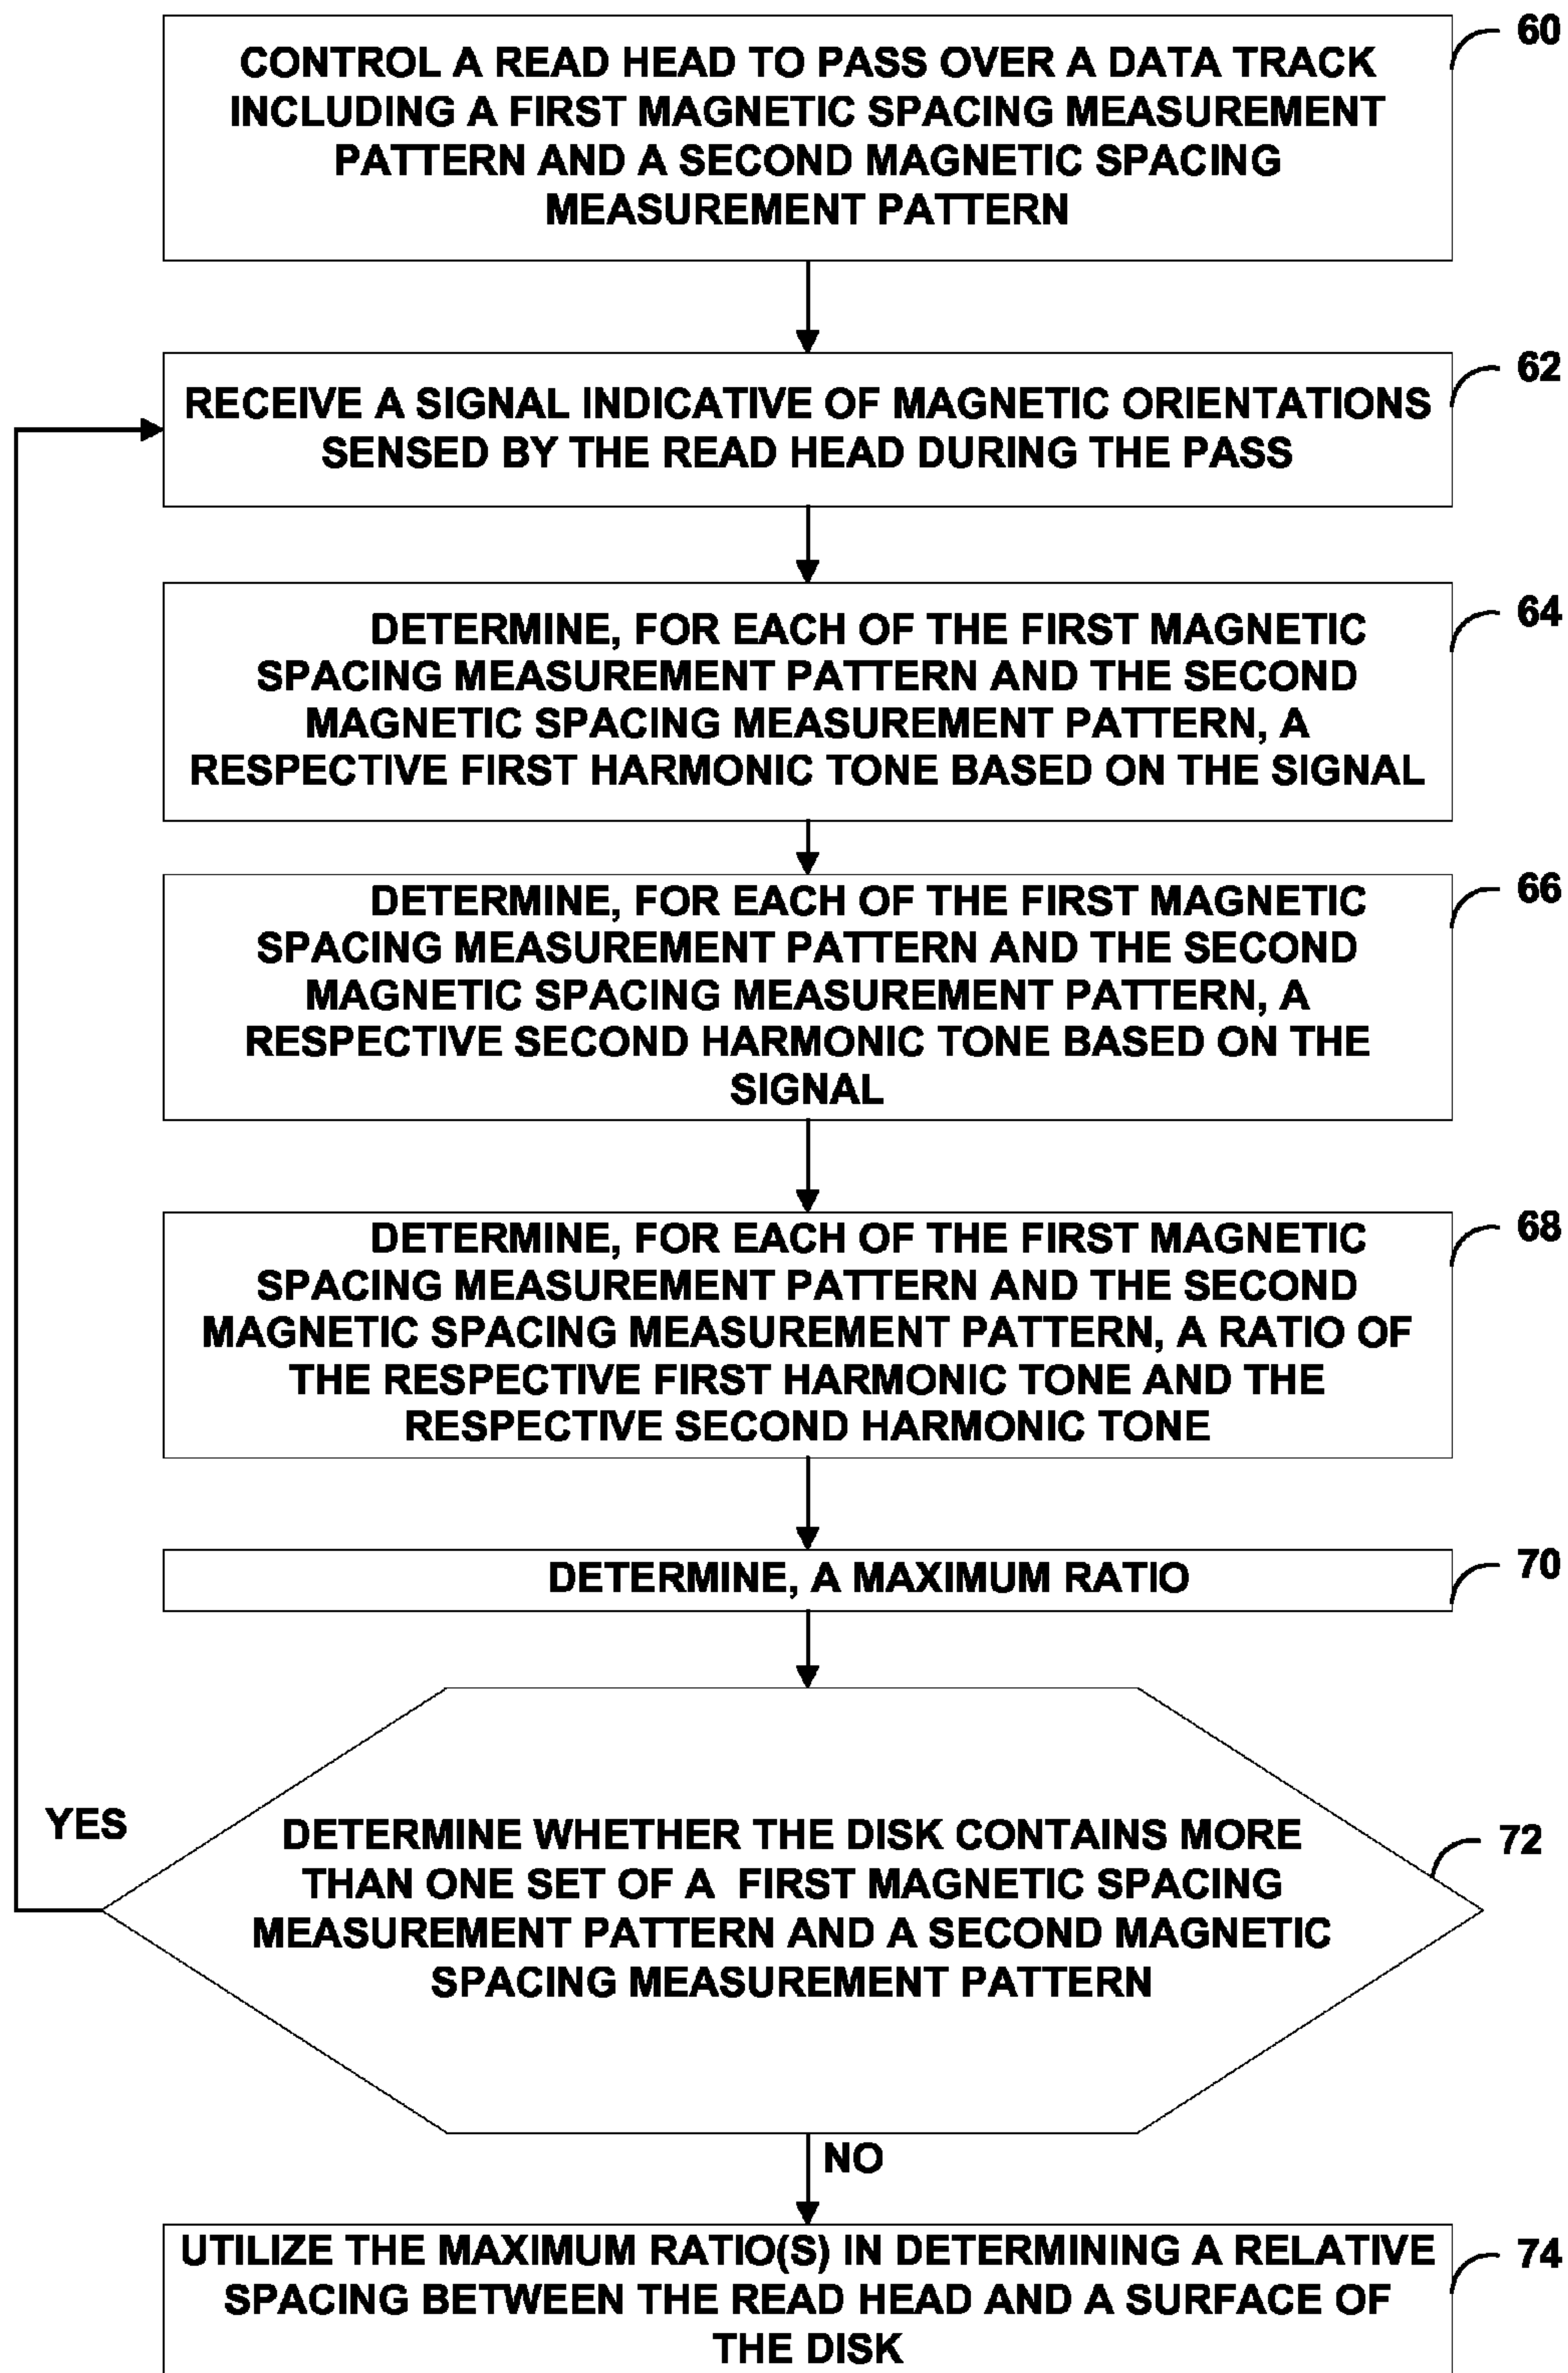 60
CONTROL A READ HEAD TO PASS OVER A DATA TRACK
INCLUDING A FIRST MAGNETIC SPACING MEASUREMENT
PATTERN AND A SECOND MAGNETIC SPACING
MEASUREMENT PATTERN
62
RECEIVE A SIGNAL INDICATIVE OF MAGNETIC ORIENTATIONS
SENSED BY THE READ HEAD DURING THE PASS
64
DETERMINE, FOR EACH OF THE FIRST MAGNETIC
SPACING MEASUREMENT PATTERN AND THE SECOND
MAGNETIC SPACING MEASUREMENT PATTERN, A
RESPECTIVE FIRST HARMONIC TONE BASED ON THE SIGNAL
66
DETERMINE, FOR EACH OF THE FIRST MAGNETIC
SPACING MEASUREMENT PATTERN AND THE SECOND
MAGNETIC SPACING MEASUREMENT PATTERN, A
RESPECTIVE SECOND HARMONIC TONE BASED ON THE
SIGNAL
68
DETERMINE, FOR EACH OF THE FIRST MAGNETIC
SPACING MEASUREMENT PATTERN AND THE SECOND
MAGNETIC SPACING MEASUREMENT PATTERN, A RATIO OF
THE RESPECTIVE FIRST HARMONIC TONE AND THE
RESPECTIVE SECOND HARMONIC TONE
70
DETERMINE, A MAXIMUM RATIO
YES
72
DETERMINE WHETHER THE DISK CONTAINS MORE
THAN ONE SET OF A FIRST MAGNETIC SPACING
MEASUREMENT PATTERN AND A SECOND MAGNETIC
SPACING MEASUREMENT PATTERN
NO
74
UTILIZE THE MAXIMUM RATIO(S) IN DETERMINING A RELATIVE
SPACING BETWEEN THE READ HEAD AND A SURFACE OF
THE DISK